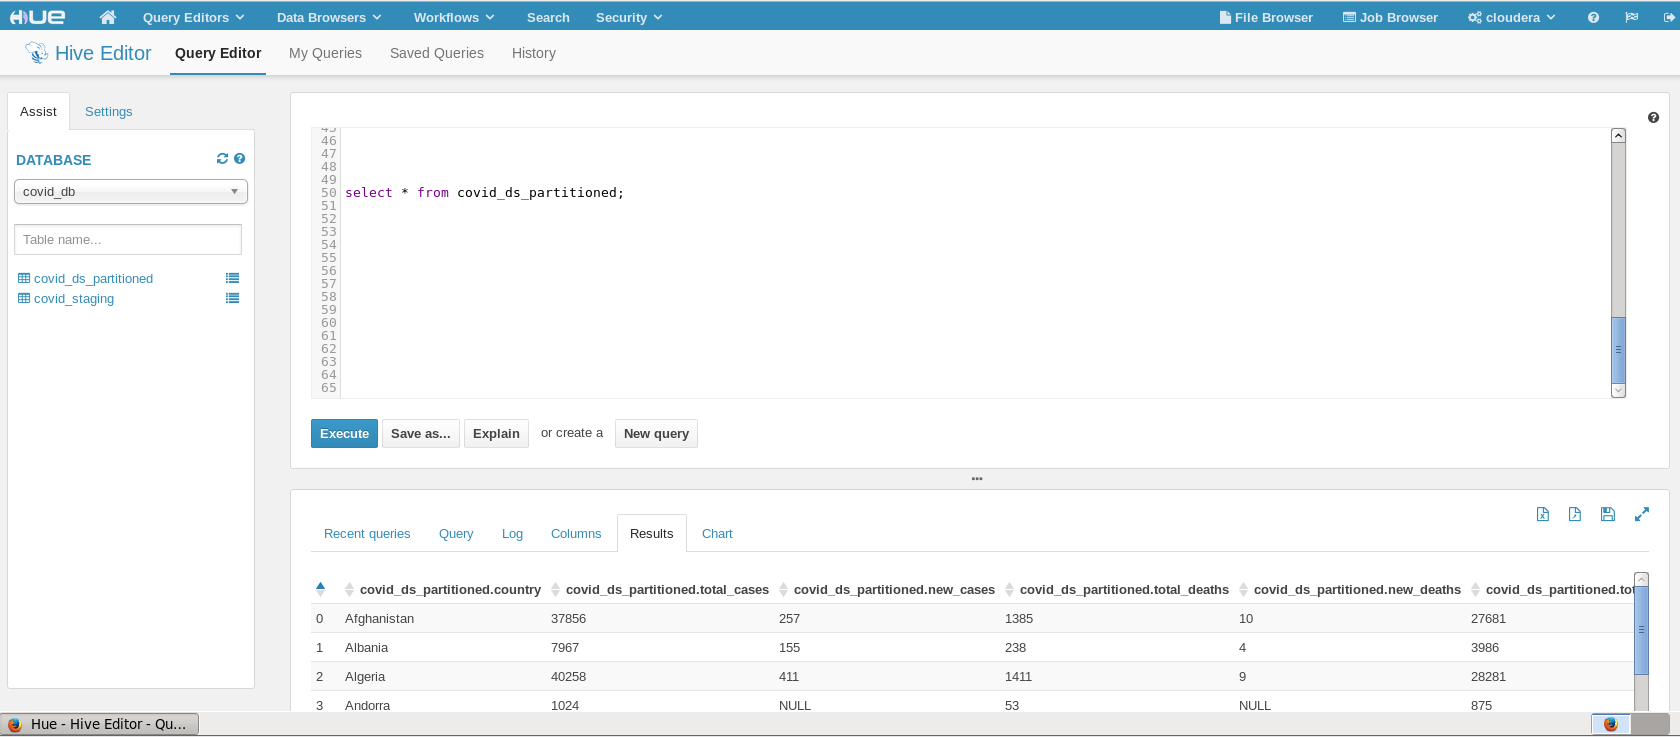 HUE Query Editors Data Browsers Workflows Search Security File Browser Job Browser cloudera
Hive Editor Query Editor My Queries Saved Queries History
Assist Settings
DATABASE
covid_db
Table name...
covid_ds_partitioned
covid_staging
45
46
47
48
49
50 select * from covid_ds_partitioned;
51
52
53
54
55
56
57
58
59
60
61
62
63
64
65
Execute Save as... Explain or create a New query
Recent queries Query Log Columns Results Chart
covid_ds_partitioned.country covid_ds_partitioned.total_cases covid_ds_partitioned.new_cases covid_ds_partitioned.total_deaths covid_ds_partitioned.new_deaths covid_ds_partitioned.tot
0 Afghanistan 37856 257 1385 10 27681
1 Albania 7967 155 238 4 3986
2 Algeria 40258 411 1411 9 28281
3 Andorra 1024 NULL 53 NULL 875
Hue - Hive Editor - Qu...